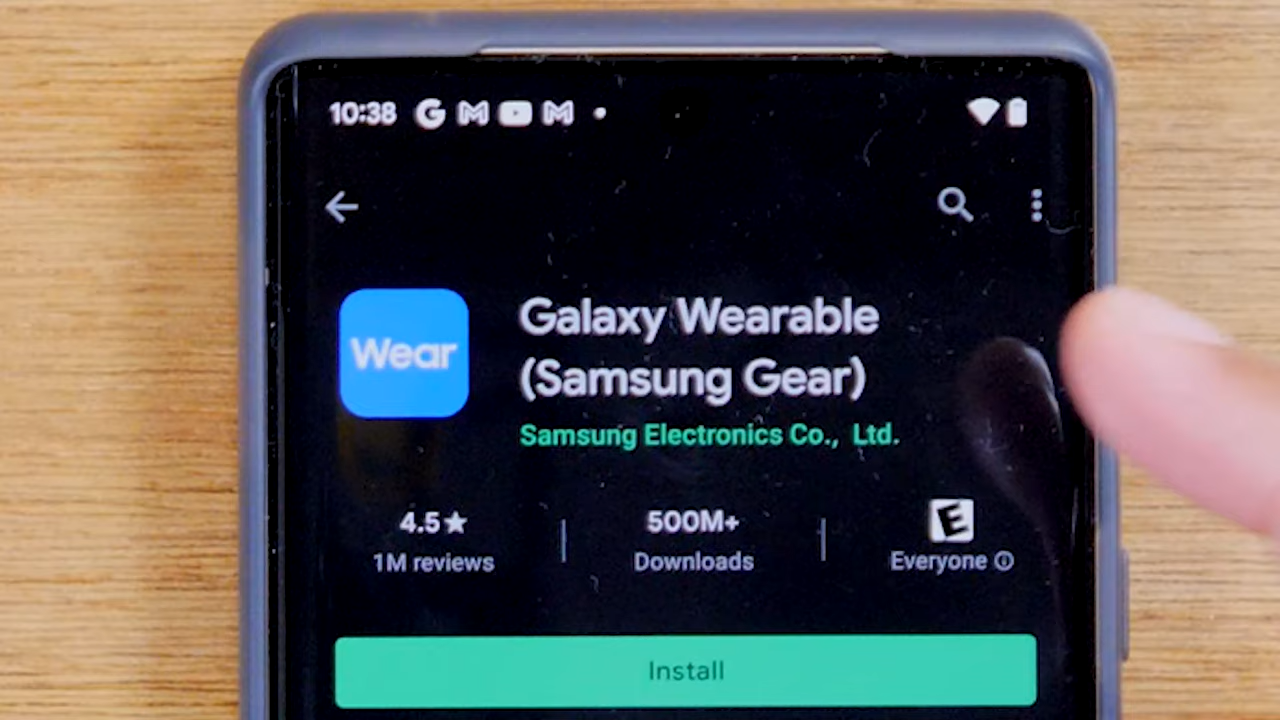 10:38
Wear
Galaxy Wearable
(Samsung Gear)
Samsung Electronics Co., Ltd.
4.5★
1M reviews
500M+
Downloads
E
Everyone
Install